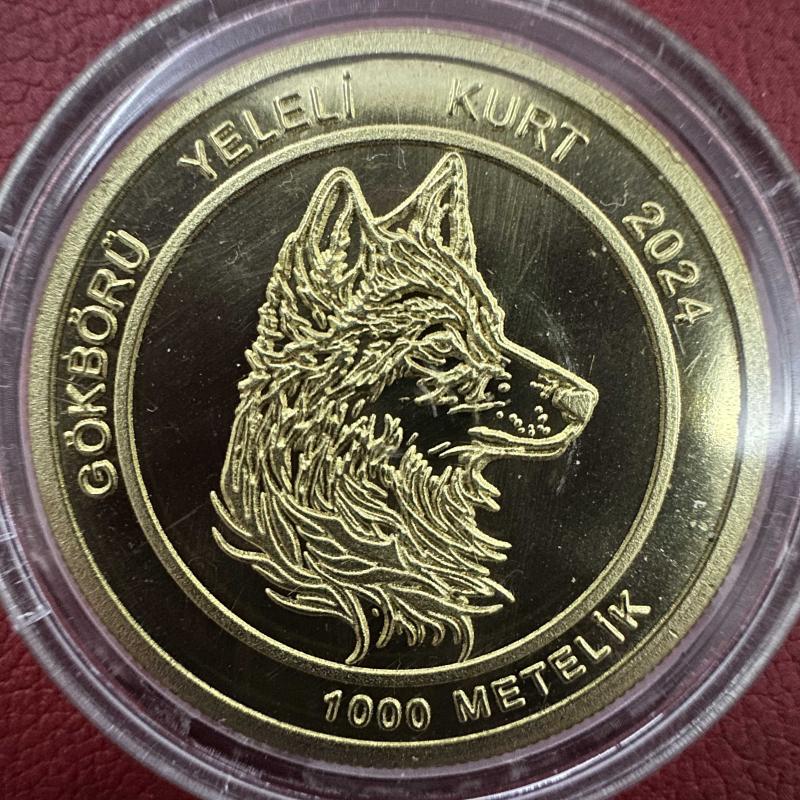 GÖKBÖRÜ YELELİ KURT 2024
1000 METELİK